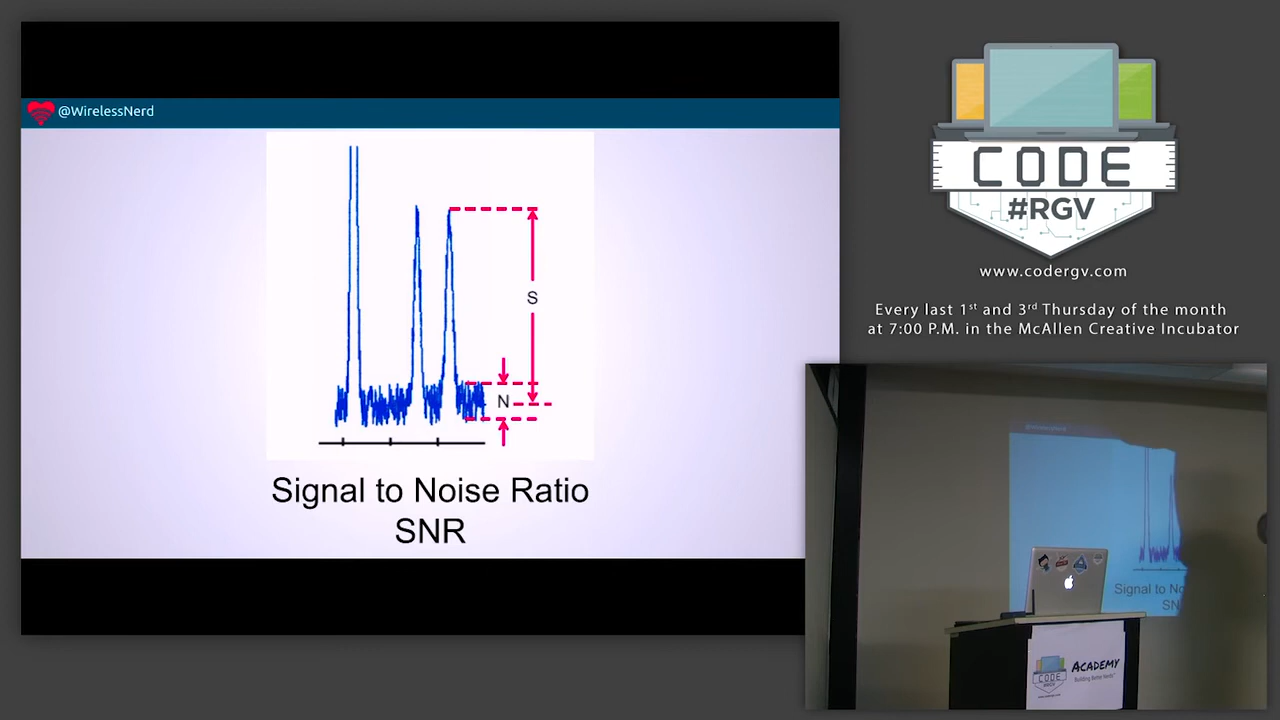 @WirelessNerd
S
N
Signal to Noise Ratio
SNR
CODE
#RGV
www.codergv.com
Every last 1st and 3rd Thursday of the month
at 7:00 P.M. in the McAllen Creative Incubator
Signal to No
SN
CODE
#RGV
ACADEMY